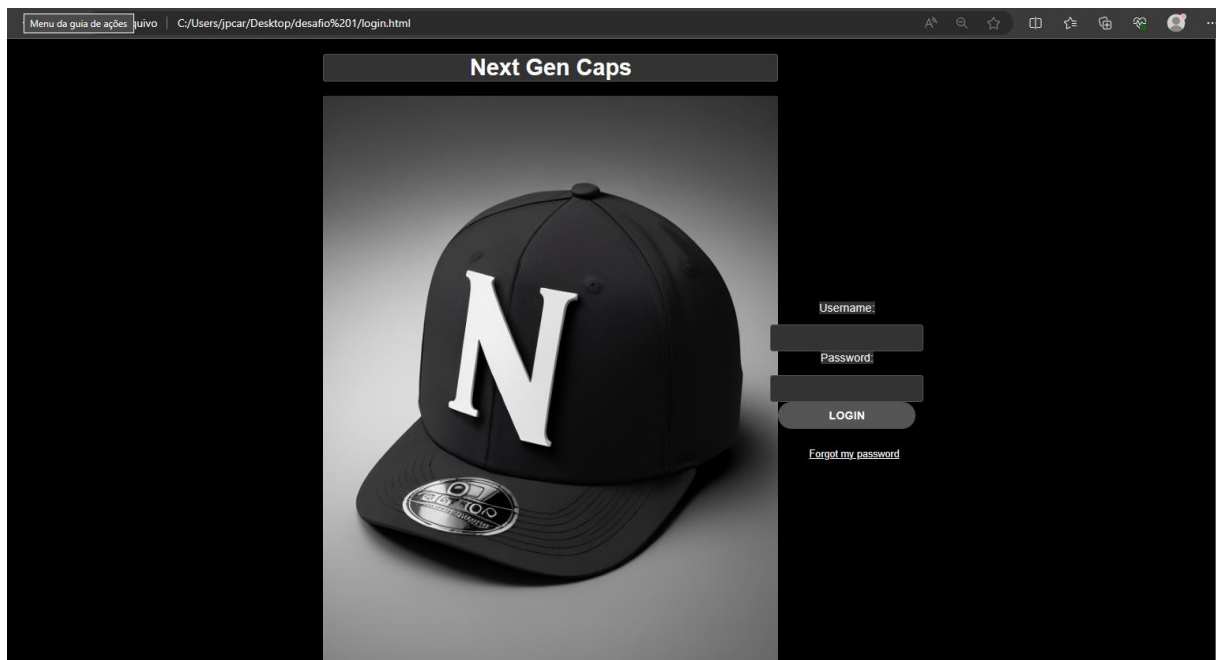 Menu da guia de ações quivo C:/Users/jpcar/Desktop/desafio%201/login.html
Next Gen Caps
N
Username:
Password:
LOGIN
Forgot my password